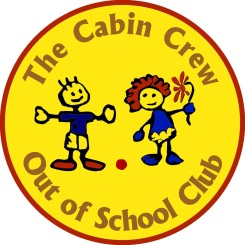 The Cabin Crew
Out of School Club